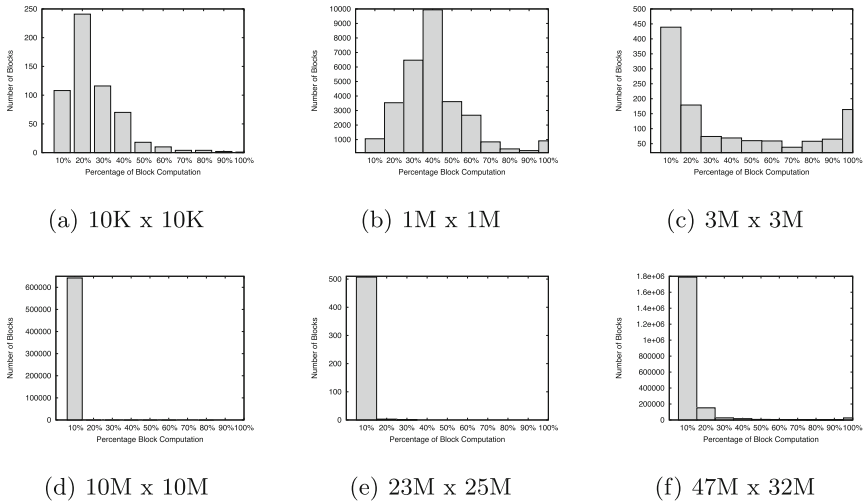 250
200
150
100
50
0
Number of Blocks
10% 20% 30% 40% 50% 60% 70% 80% 90% 100%
Percentage of Block Computation
(a) 10K x 10K
10000
9000
8000
7000
6000
5000
4000
3000
2000
1000
Number of Blocks
10% 20% 30% 40% 50% 60% 70% 80% 90% 100%
Percentage Block Computation
(b) 1M x 1M
500
450
400
350
300
250
200
150
100
50
Number of Blocks
10% 20% 30% 40% 50% 60% 70% 80% 90% 100%
Percentage of Block Computation
(c) 3M x 3M
600000
500000
400000
300000
200000
100000
0
Number of Blocks
10% 20% 30% 40% 50% 60% 70% 80% 90% 100%
Percentage Block Computation
(d) 10M x 10M
500
400
300
200
100
0
Number of Blocks
10% 20% 30% 40% 50% 60% 70% 80% 90% 100%
Percentage of Block Computation
(e) 23M x 25M
1.8e+06
1.6e+06
1.4e+06
1.2e+06
1e+06
800000
600000
400000
200000
Number of Blocks
10% 20% 30% 40% 50% 60% 70% 80% 90% 100%
Percentage of Block Computation
(f) 47M x 32M